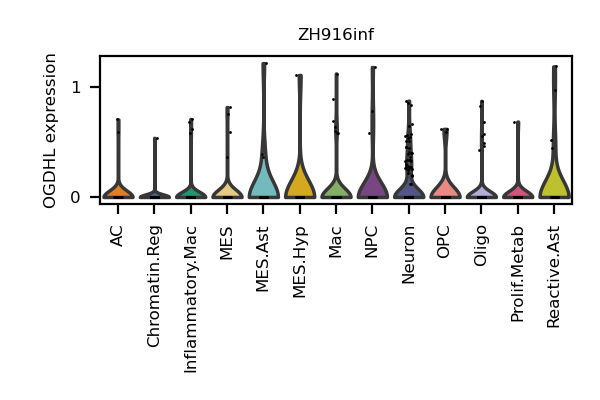 ZH916inf
OGDHL expression
1
0
AC
Chromatin.Reg
Inflammatory.Mac
MES
MES.Ast
MES.Hyp
Mac
NPC
Neuron
OPC
Oligo
Prolif.Metab
Reactive.Ast